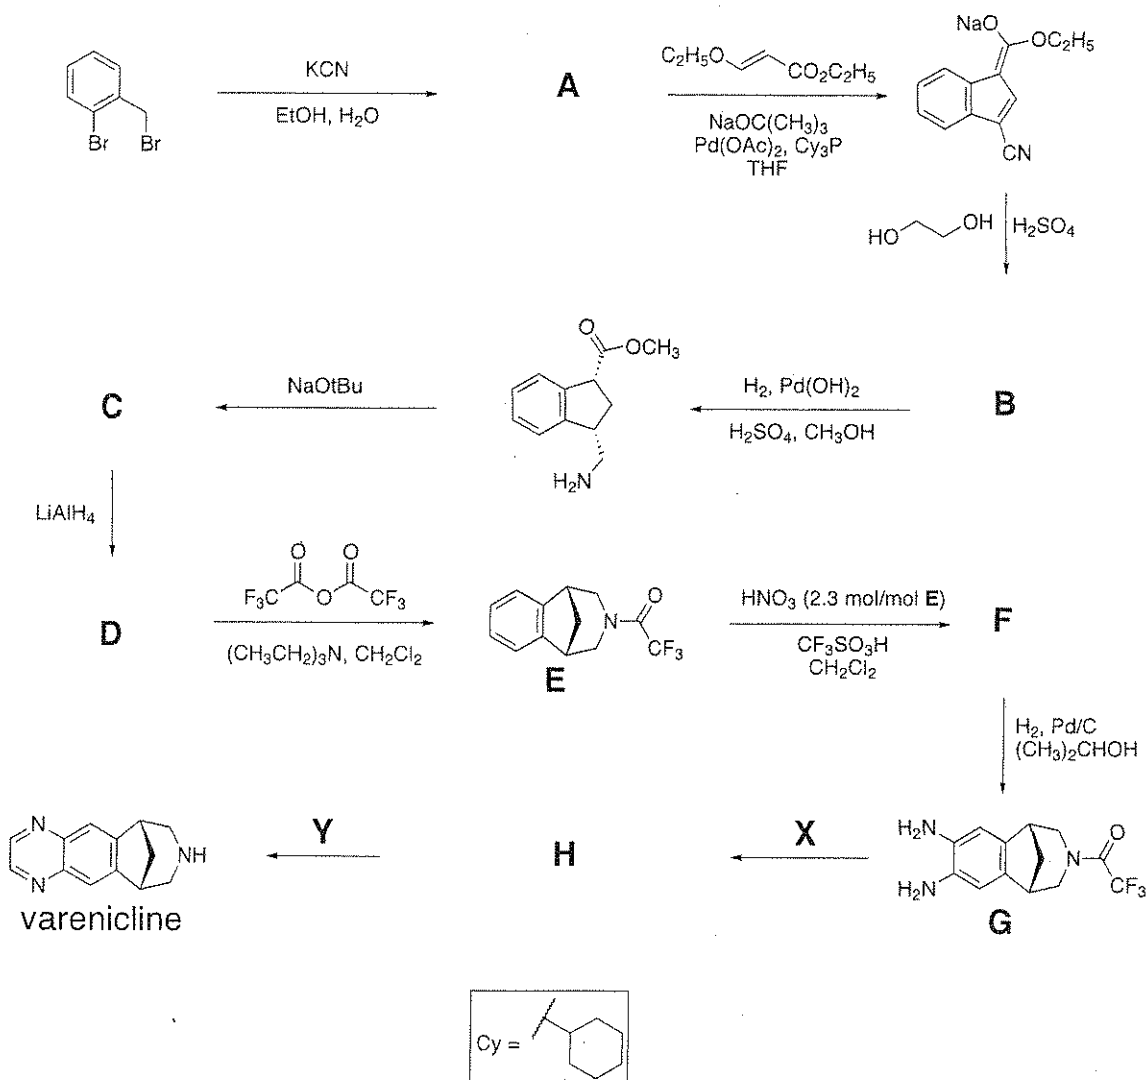 KCN
EtOH, H2O
Br
Br
A
C2H5O
CO2C2H5
NaOC(CH3)3
Pd(OAc)2, Cy3P
THF
NaO
OC2H5
CN
HO
OH
H2SO4
B
H2, Pd(OH)2
H2SO4, CH3OH
O
OCH3
H2N
NaOtBu
C
LiAlH4
D
O O
F3C O CF3
(CH3CH2)3N, CH2Cl2
O
N
CF3
E
HNO3 (2.3 mol/mol E)
CF3SO3H
CH2Cl2
F
H2, Pd/C
(CH3)2CHOH
H2N
H2N
O
N
CF3
G
X
H
Y
N
N
NH
varenicline
Cy =